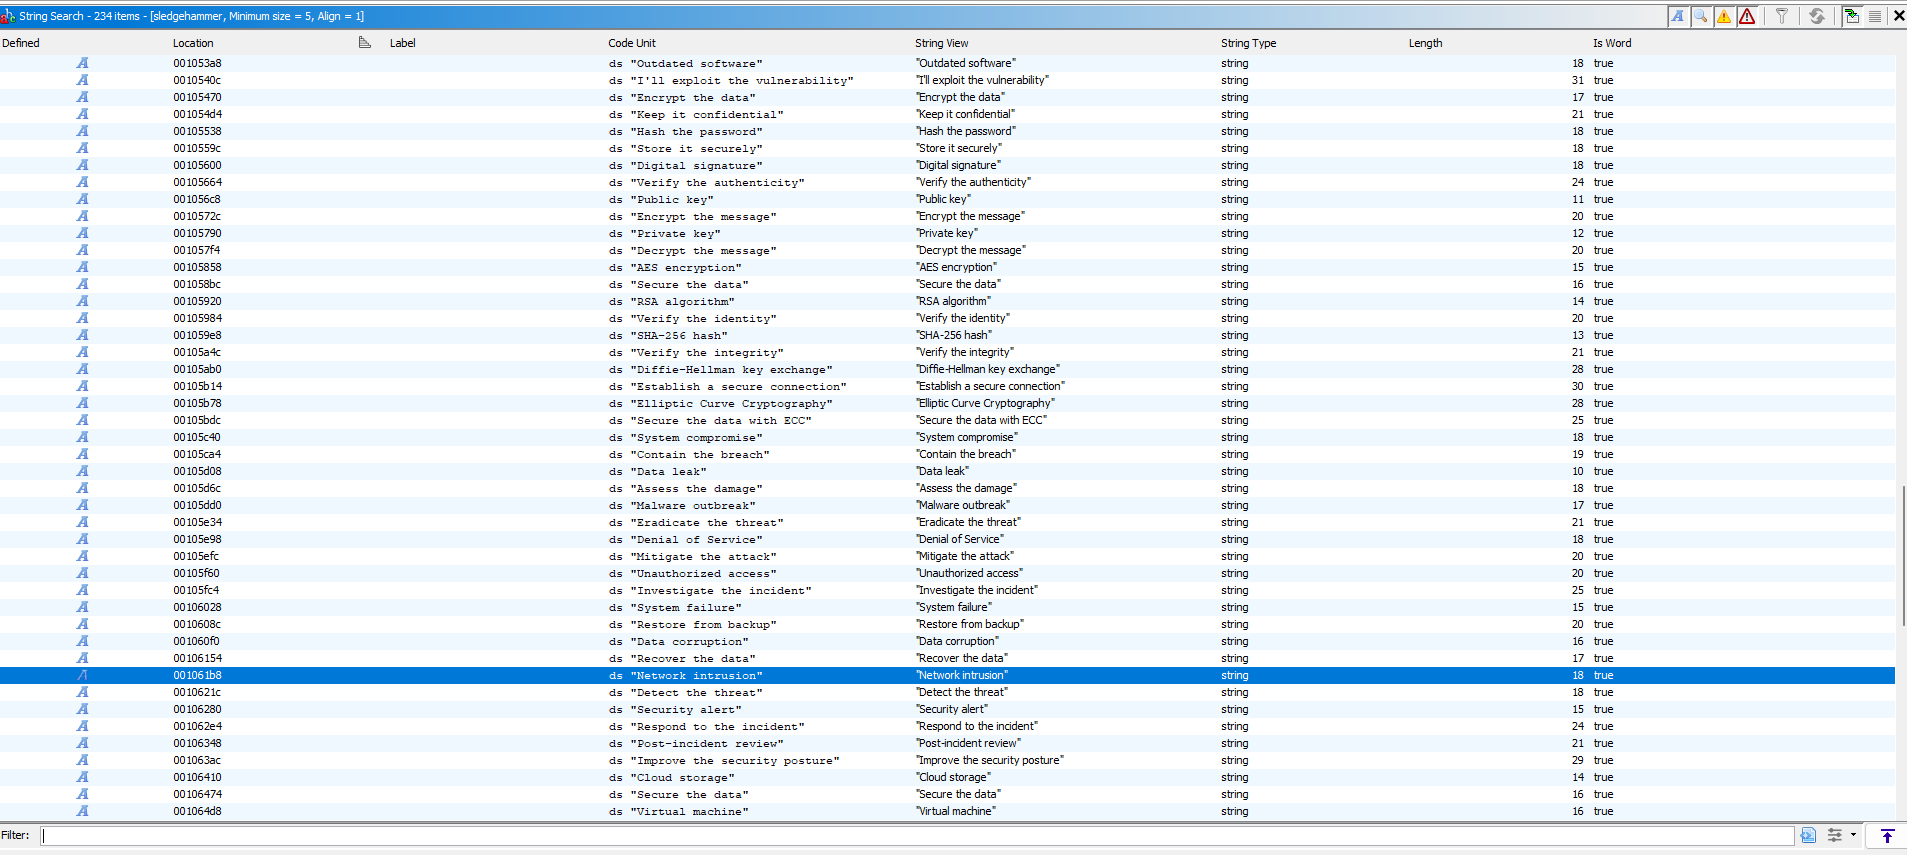 String Search - 234 items - [sledgehammer, Minimum size = 5, Align = 1]
Defined Location Label Code Unit String View String Type Length Is Word
A 001053a8 ds "Outdated software" "Outdated software" string 18 true
A 0010540c ds "I'll exploit the vulnerability" "I'll exploit the vulnerability" string 31 true
A 00105470 ds "Encrypt the data" "Encrypt the data" string 17 true
A 001054d4 ds "Keep it confidential" "Keep it confidential" string 21 true
A 00105538 ds "Hash the password" "Hash the password" string 18 true
A 0010559c ds "Store it securely" "Store it securely" string 18 true
A 00105600 ds "Digital signature" "Digital signature" string 18 true
A 00105664 ds "Verify the authenticity" "Verify the authenticity" string 24 true
A 001056c8 ds "Public key" "Public key" string 11 true
A 0010572c ds "Encrypt the message" "Encrypt the message" string 20 true
A 00105790 ds "Private key" "Private key" string 12 true
A 001057f4 ds "Decrypt the message" "Decrypt the message" string 20 true
A 00105858 ds "AES encryption" "AES encryption" string 15 true
A 001058bc ds "Secure the data" "Secure the data" string 16 true
A 00105920 ds "RSA algorithm" "RSA algorithm" string 14 true
A 00105984 ds "Verify the identity" "Verify the identity" string 20 true
A 001059e8 ds "SHA-256 hash" "SHA-256 hash" string 13 true
A 00105a4c ds "Verify the integrity" "Verify the integrity" string 21 true
A 00105ab0 ds "Diffie-Hellman key exchange" "Diffie-Hellman key exchange" string 28 true
A 00105b14 ds "Establish a secure connection" "Establish a secure connection" string 30 true
A 00105b78 ds "Elliptic Curve Cryptography" "Elliptic Curve Cryptography" string 28 true
A 00105bdc ds "Secure the data with ECC" "Secure the data with ECC" string 25 true
A 00105c40 ds "System compromise" "System compromise" string 18 true
A 00105ca4 ds "Contain the breach" "Contain the breach" string 19 true
A 00105d08 ds "Data leak" "Data leak" string 10 true
A 00105d6c ds "Assess the damage" "Assess the damage" string 18 true
A 00105dd0 ds "Malware outbreak" "Malware outbreak" string 17 true
A 00105e34 ds "Eradicate the threat" "Eradicate the threat" string 21 true
A 00105e98 ds "Denial of Service" "Denial of Service" string 18 true
A 00105efc ds "Mitigate the attack" "Mitigate the attack" string 20 true
A 00105f60 ds "Unauthorized access" "Unauthorized access" string 20 true
A 00105fc4 ds "Investigate the incident" "Investigate the incident" string 25 true
A 00106028 ds "System failure" "System failure" string 15 true
A 0010608c ds "Restore from backup" "Restore from backup" string 20 true
A 001060f0 ds "Data corruption" "Data corruption" string 16 true
A 00106154 ds "Recover the data" "Recover the data" string 17 true
A 001061b8 ds "Network intrusion" "Network intrusion" string 18 true
A 0010621c ds "Detect the threat" "Detect the threat" string 18 true
A 00106280 ds "Security alert" "Security alert" string 15 true
A 001062e4 ds "Respond to the incident" "Respond to the incident" string 24 true
A 00106348 ds "Post-incident review" "Post-incident review" string 21 true
A 001063ac ds "Improve the security posture" "Improve the security posture" string 29 true
A 00106410 ds "Cloud storage" "Cloud storage" string 14 true
A 00106474 ds "Secure the data" "Secure the data" string 16 true
A 001064d8 ds "Virtual machine" "Virtual machine" string 16 true
Filter: